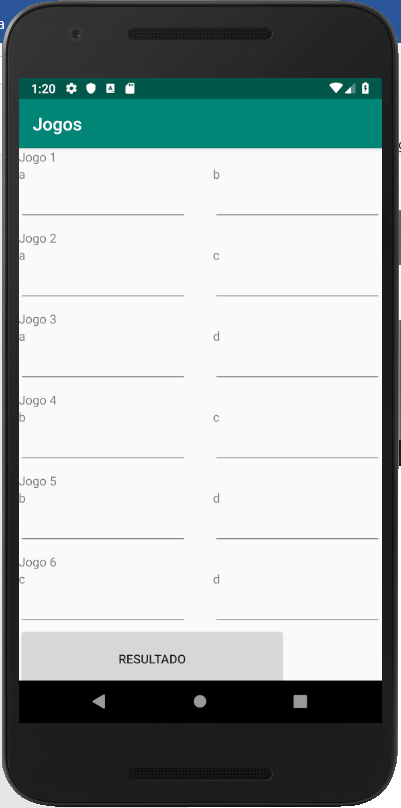 a
1:20
Jogos
Jogo 1
a b
Jogo 2
a c
Jogo 3
a d
Jogo 4
b c
Jogo 5
b d
Jogo 6
c d
RESULTADO